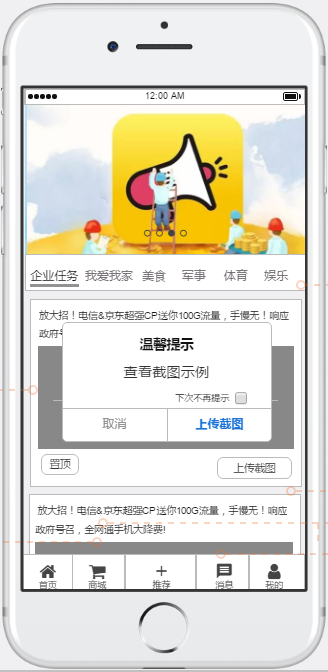 12:00 AM
企业任务 我爱我家 美食 军事 体育 娱乐
放大招！电信&京东超强CP送你100G流量，手慢无！响应
政府号
温馨提示
查看截图示例
下次不再提示
取消 上传截图
置顶 上传截图
放大招！电信&京东超强CP送你100G流量，手慢无！响应
政府号召，全网通手机大降费!
首页 商城 推荐 消息 我的